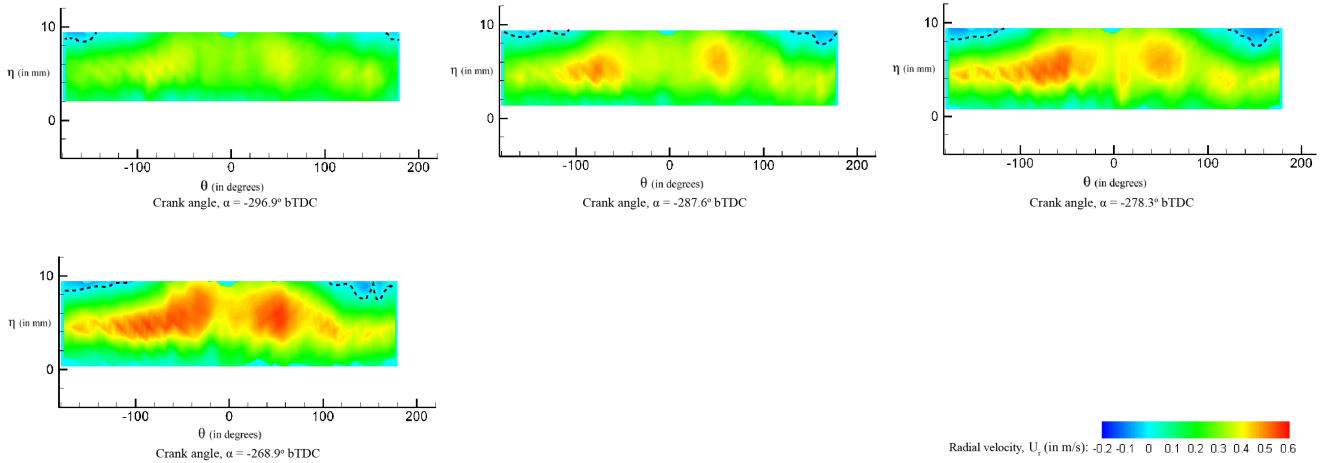 10
η (in mm)
0
-100 0 100 200
θ (in degrees)
Crank angle, α = -296.9º bTDC
10
η (in mm)
0
-100 0 100 200
θ (in degrees)
Crank angle, α = -287.6º bTDC
10
η (in mm)
0
-100 0 100 200
θ (in degrees)
Crank angle, α = -278.3º bTDC
10
η (in mm)
0
-100 0 100 200
θ (in degrees)
Crank angle, α = -268.9º bTDC
Radial velocity, Uᵣ (in m/s): -0.2 -0.1 0 0.1 0.2 0.3 0.4 0.5 0.6